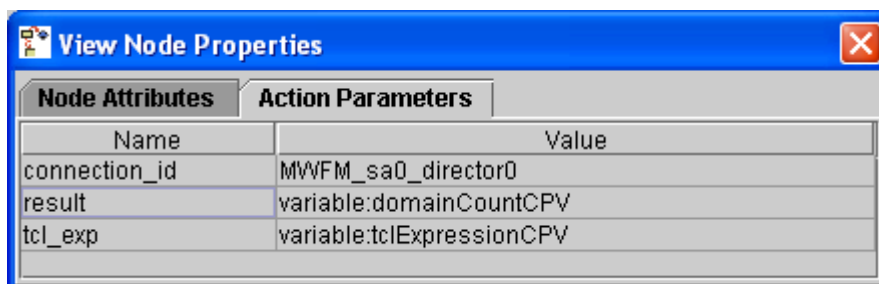 View Node Properties
Node Attributes Action Parameters
Name Value
connection_id MWFM_sa0_director0
result variable:domainCountCPV
tcl_exp variable:tclExpressionCPV